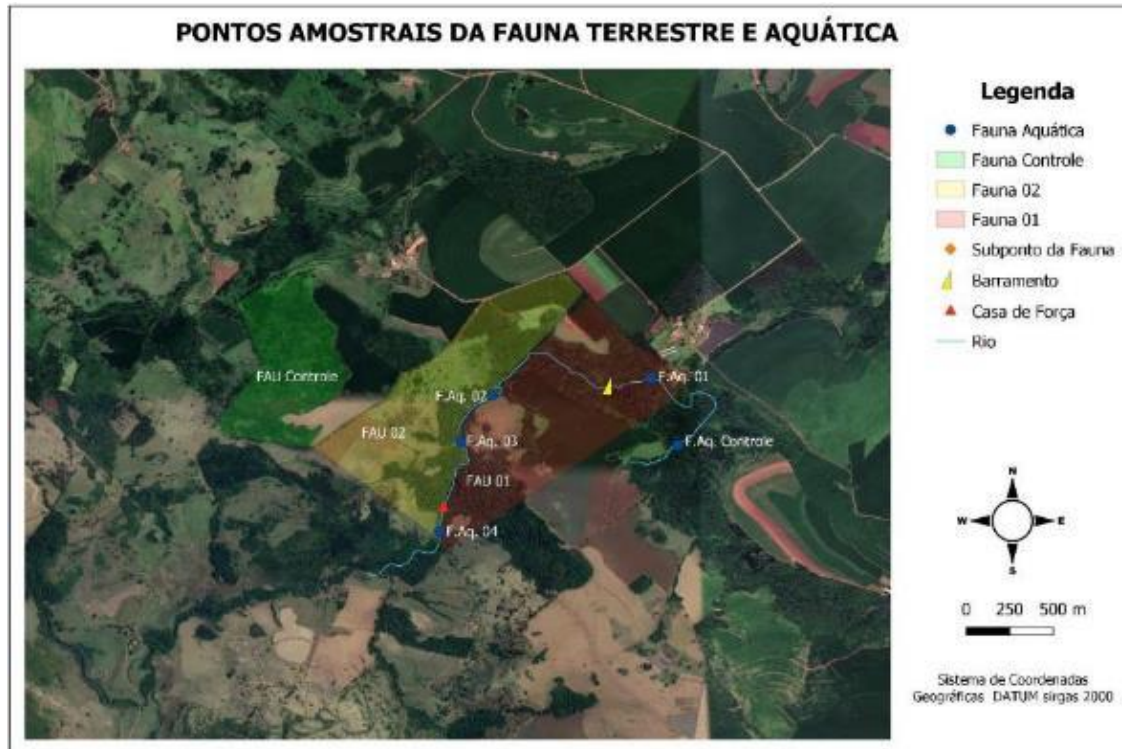 PONTOS AMOSTRAIS DA FAUNA TERRESTRE E AQUÁTICA
Legenda
Fauna Aquática
Fauna Controle
Fauna 02
Fauna 01
Subponto da Fauna
Barramento
Casa de Força
Rio
FAU Controle
F.Aq. 01
F.Aq. 02
FAU 02
F.Aq. 03
F.Aq. Controle
FAU 01
F.Aq. 04
N
W
E
S
0 250 500 m
Sistema de Coordenadas
Geográficas DATUM sirgas 2000